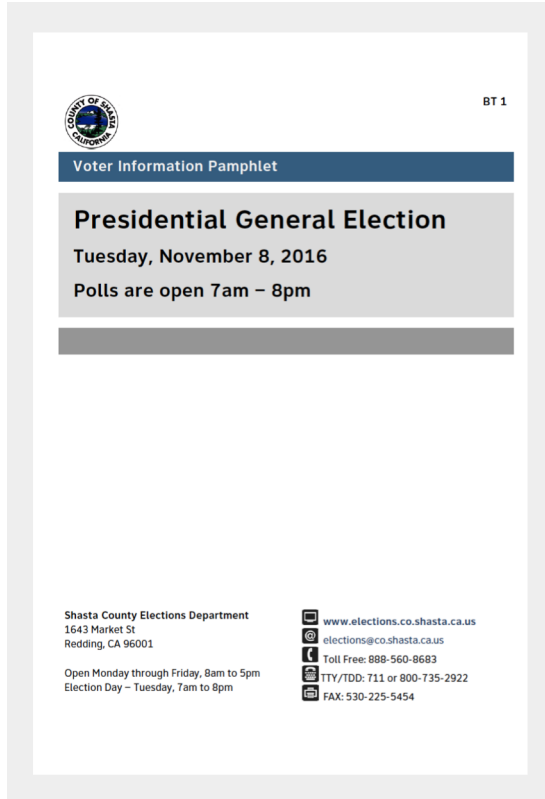 BT 1
COUNTY OF SHASTA
CALIFORNIA
Voter Information Pamphlet
Presidential General Election
Tuesday, November 8, 2016
Polls are open 7am – 8pm
Shasta County Elections Department
1643 Market St
Redding, CA 96001
Open Monday through Friday, 8am to 5pm
Election Day – Tuesday, 7am to 8pm
www.elections.co.shasta.ca.us
@ elections@co.shasta.ca.us
Toll Free: 888-560-8683
TTY/TDD: 711 or 800-735-2922
FAX: 530-225-5454